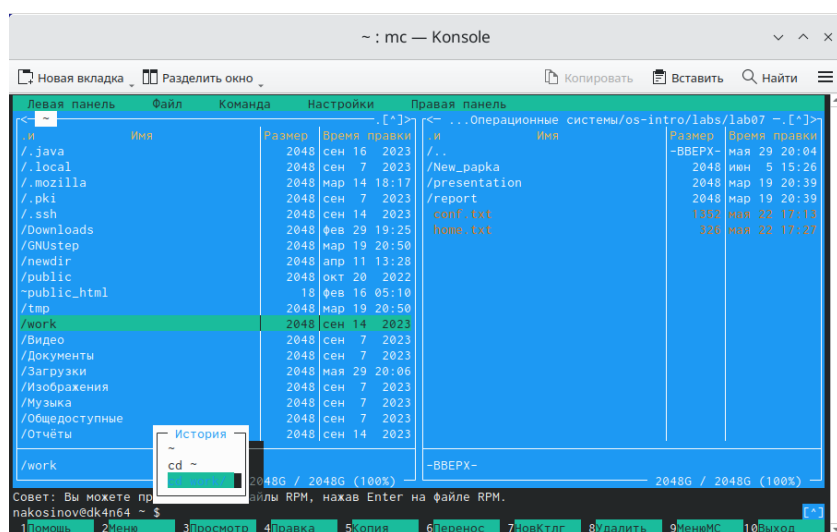 ~ : mc — Konsole
Новая вкладка Разделить окно Копировать Вставить Найти
Левая панель Файл Команда Настройки Правая панель
<— ~ .[^]>
<— ...Операционные системы/os-intro/labs/lab07 —.[^]>
.и Имя Размер Время правки
/.java 2048 сен 16 2023
/.local 2048 сен 7 2023
/.mozilla 2048 мар 14 18:17
/.pki 2048 сен 7 2023
/.ssh 2048 сен 14 2023
/Downloads 2048 фев 29 19:25
/GNUstep 2048 мар 19 20:50
/newdir 2048 апр 11 13:28
/public 2048 окт 20 2022
~public_html 18 фев 16 05:10
/tmp 2048 мар 19 20:50
/work 2048 сен 14 2023
/Видео 2048 сен 7 2023
/Документы 2048 сен 7 2023
/Загрузки 2048 мая 29 20:06
/Изображения 2048 сен 7 2023
/Музыка 2048 сен 7 2023
/Общедоступные 2048 сен 7 2023
/Отчёты 2048 сен 14 2023
/work
2048G / 2048G (100%)
.и Имя Размер Время правки
/.. -ВВЕРХ- мая 29 20:04
/New_papka 2048 июн 5 15:26
/presentation 2048 мар 19 20:39
/report 2048 мар 19 20:39
conf.txt 1352 мая 22 17:13
home.txt 326 мая 22 17:27
-ВВЕРХ-
2048G / 2048G (100%)
История
~
cd ~
cd work/
Совет: Вы можете пр айлы RPM, нажав Enter на файле RPM.
nakosinov@dk4n64 ~ $ [^]
1Помощь 2Меню 3Просмотр 4Правка 5Копия 6Перенос 7НовКтлг 8Удалить 9МенюMC 10Выход